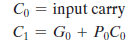 C₀ = input carry
C₁ = G₀ + P₀C₀